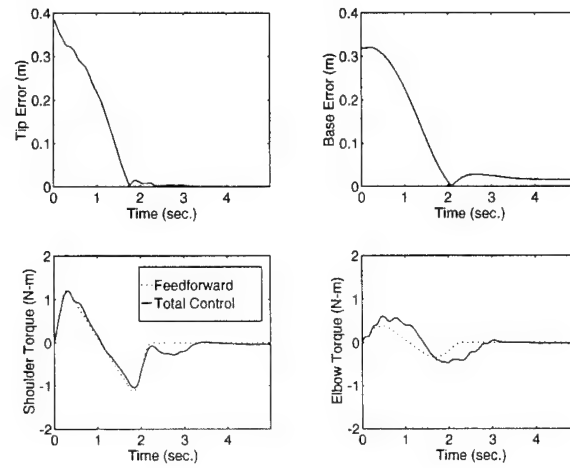 0.4
0.3
0.2
0.1
0
Tip Error (m)
0 1 2 3 4
Time (sec.)
0.4
0.3
0.2
0.1
0
Base Error (m)
0 1 2 3 4
Time (sec.)
2
1
0
-1
-2
Shoulder Torque (N-m)
Feedforward
Total Control
0 1 2 3 4
Time (sec.)
2
1
0
-1
-2
Elbow Torque (N-m)
0 1 2 3 4
Time (sec.)